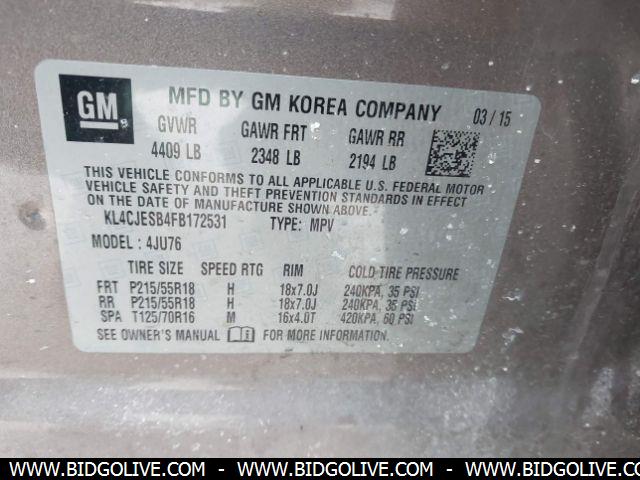 GM
MFD BY GM KOREA COMPANY 03/15
GVWR GAWR FRT GAWR RR
4409 LB 2348 LB 2194 LB
THIS VEHICLE CONFORMS TO ALL APPLICABLE U.S. FEDERAL MOTOR
VEHICLE SAFETY AND THEFT PREVENTION STANDARDS IN EFFECT
ON THE DATE OF MANUFACTURE SHOWN ABOVE.
KL4CJESB4FB172531 TYPE: MPV
MODEL: 4JU76
TIRE SIZE SPEED RTG RIM COLD TIRE PRESSURE
FRT P215/55R18 H 18x7.0J 240KPA, 35 PSI
RR P215/55R18 H 18x7.0J 240KPA, 35 PSI
SPA T125/70R16 M 16x4.0T 420KPA, 60 PSI
SEE OWNER'S MANUAL i FOR MORE INFORMATION.
WWW.BIDGOLIVE.COM - WWW.BIDGOLIVE.COM - WWW.BIDGOLIVE.COM